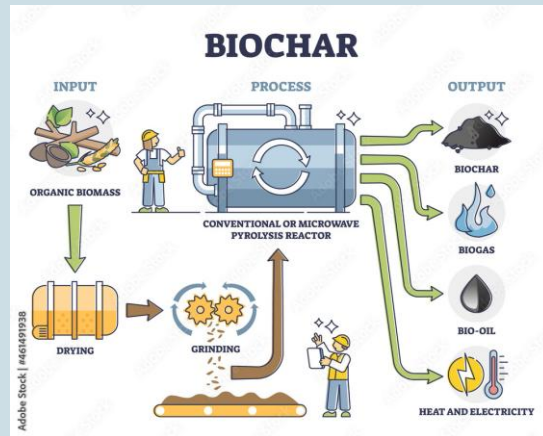 BIOCHAR
INPUT
PROCESS
OUTPUT
ORGANIC BIOMASS
CONVENTIONAL OR MICROWAVE
PYROLYSIS REACTOR
BIOCHAR
BIOGAS
DRYING
GRINDING
BIO-OIL
HEAT AND ELECTRICITY
Adobe Stock | #461491938